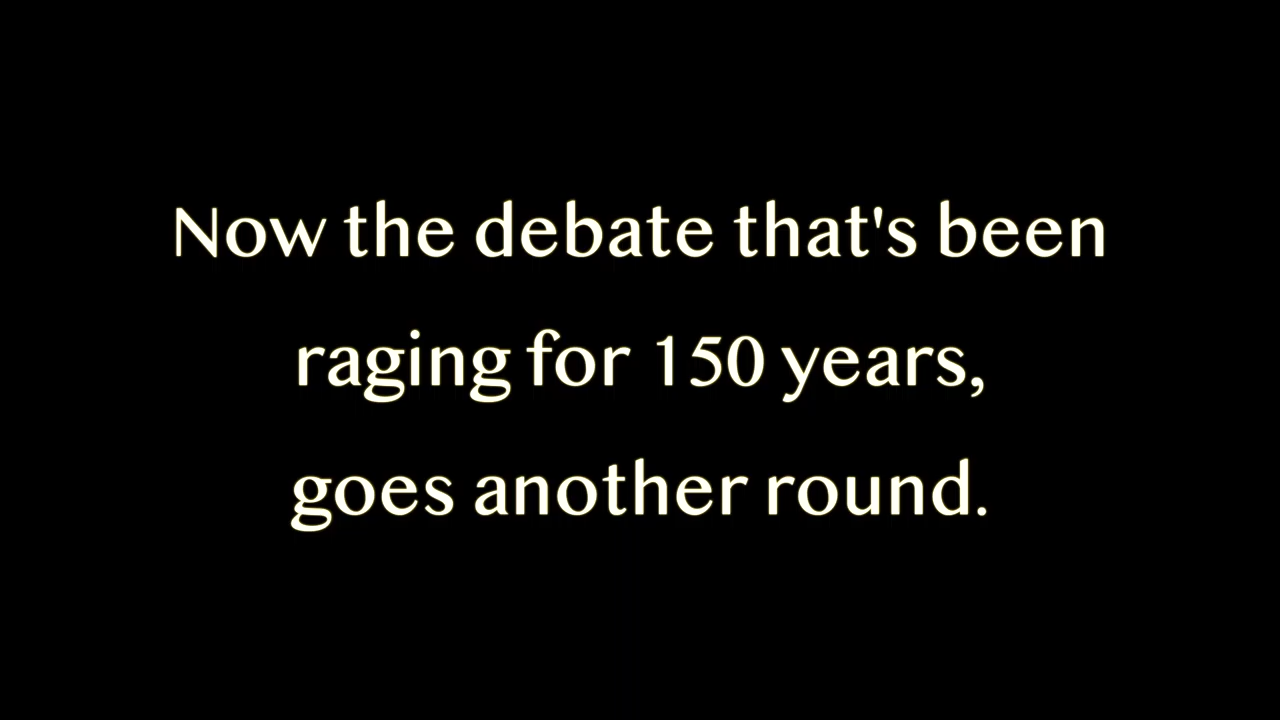 Now the debate that's been
raging for 150 years,
goes another round.